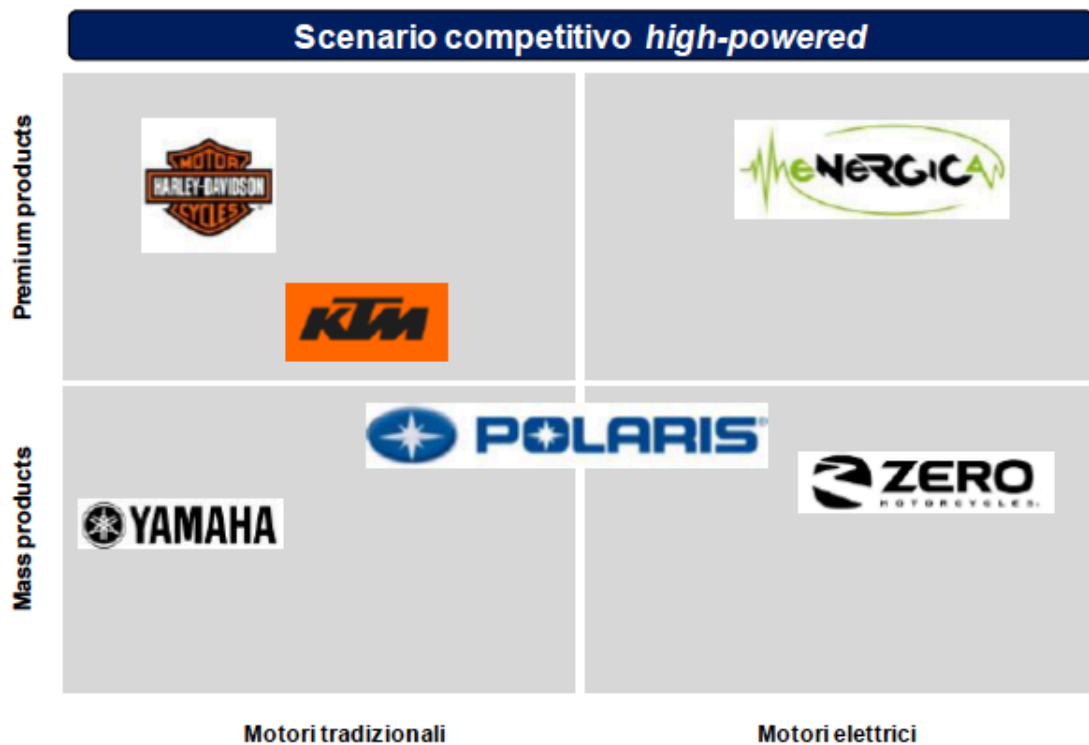 Scenario competitivo high-powered
Premium products
MOTOR
HARLEY-DAVIDSON
CYCLES
eNeRGICA
KTM
POLARIS®
ZERO
MOTORCYCLES
YAMAHA
Mass products
Motori tradizionali
Motori elettrici